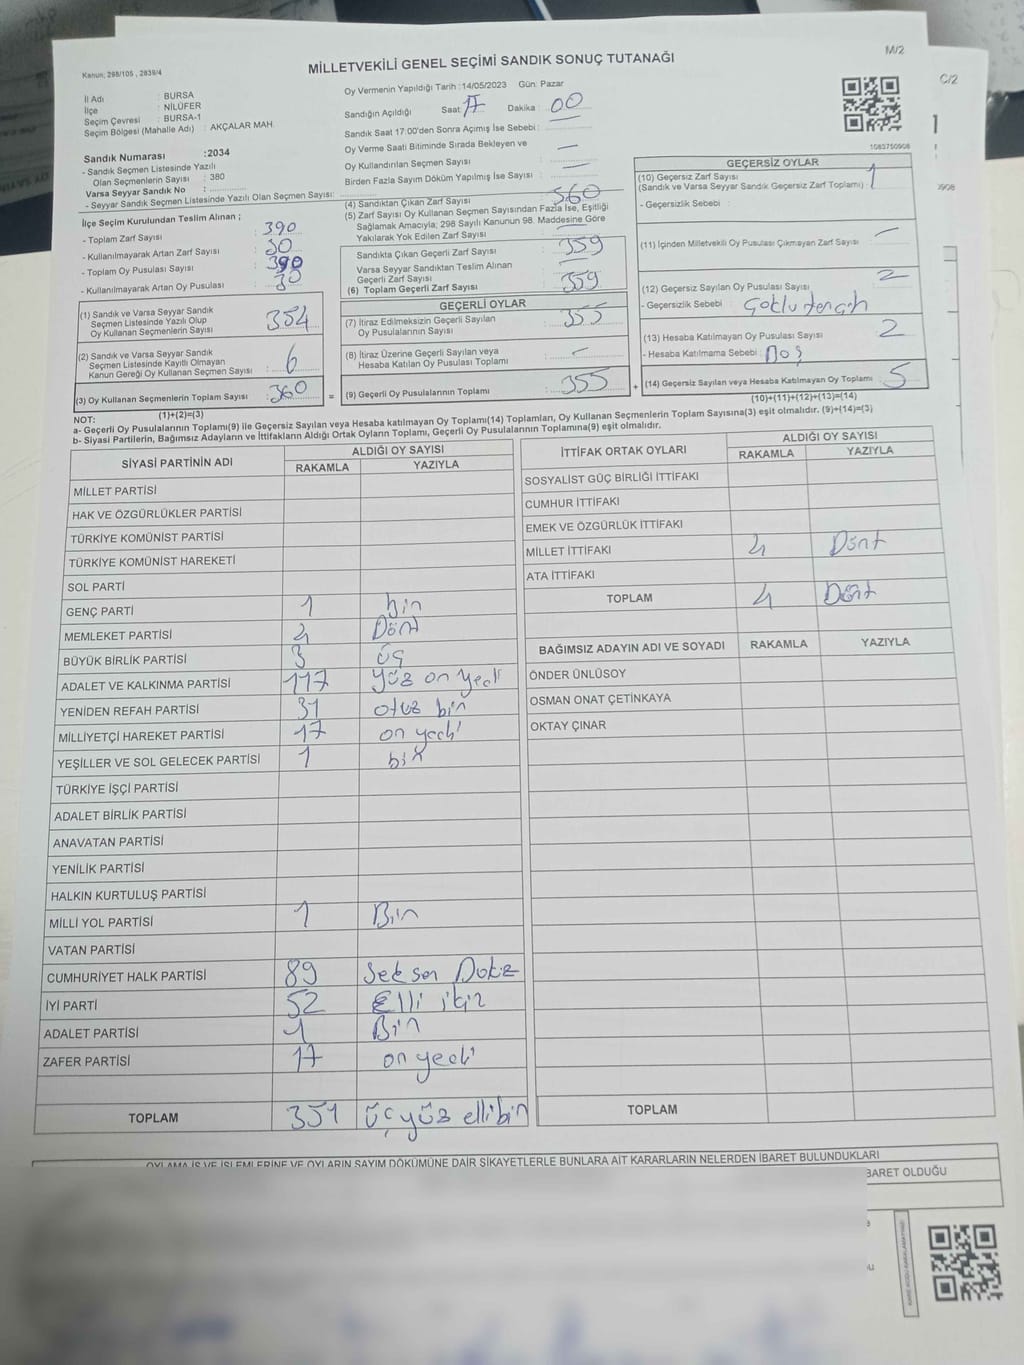 Kanun, 298/105 , 2839/4
MİLLETVEKİLİ GENEL SEÇİMİ SANDIK SONUÇ TUTANAĞI
M/2
C/2
İl Adı : BURSA
İlçe : NİLÜFER
Seçim Çevresi : BURSA-1
Seçim Bölgesi (Mahalle Adı) : AKÇALAR MAH.
Sandık Numarası :2034
- Sandık Seçmen Listesinde Yazılı
Olan Seçmenlerin Sayısı : 380
Varsa Seyyar Sandık No :
- Seyyar Sandık Seçmen Listesinde Yazılı Olan Seçmen Sayısı:
İlçe Seçim Kurulundan Teslim Alınan ;
- Toplam Zarf Sayısı : 390
- Kullanılmayarak Artan Zarf Sayısı : 30
- Toplam Oy Pusulası Sayısı : 390
- Kullanılmayarak Artan Oy Pusulası : 30
(1) Sandık ve Varsa Seyyar Sandık
Seçmen Listesinde Yazılı Olup
Oy Kullanan Seçmenlerin Sayısı : 354
(2) Sandık ve Varsa Seyyar Sandık
Seçmen Listesinde Kayıtlı Olmayan
Kanun Gereği Oy Kullanan Seçmen Sayısı : 6
(3) Oy Kullanan Seçmenlerin Toplam Sayısı : 360
(1)+(2)=(3)
Oy Vermenin Yapıldığı Tarih :14/05/2023 Gün: Pazar
Sandığın Açıldığı Saat : 17 Dakika : 00
Sandık Saat 17:00'den Sonra Açılmış İse Sebebi :
Oy Verme Saati Bitiminde Sırada Bekleyen ve
Oy Kullandırılan Seçmen Sayısı : —
Birden Fazla Sayım Döküm Yapılmış İse Sayısı : —
(4) Sandıktan Çıkan Zarf Sayısı : 360
(5) Zarf Sayısı Oy Kullanan Seçmen Sayısından Fazla İse, Eşitliği
Sağlamak Amacıyla; 298 Sayılı Kanunun 98. Maddesine Göre
Yakılarak Yok Edilen Zarf Sayısı : —
Sandıkta Çıkan Geçerli Zarf Sayısı : 359
Varsa Seyyar Sandıktan Teslim Alınan
Geçerli Zarf Sayısı : —
(6) Toplam Geçerli Zarf Sayısı : 359
GEÇERLİ OYLAR
(7) İtiraz Edilmeksizin Geçerli Sayılan
Oy Pusulalarının Sayısı : 355
(8) İtiraz Üzerine Geçerli Sayılan veya
Hesaba Katılan Oy Pusulası Toplamı : —
= (9) Geçerli Oy Pusulalarının Toplamı : 355
1083750908
GEÇERSİZ OYLAR
(10) Geçersiz Zarf Sayısı
(Sandık ve Varsa Seyyar Sandık Geçersiz Zarf Toplamı) : 1
- Geçersizlik Sebebi :
(11) İçinden Milletvekili Oy Pusulası Çıkmayan Zarf Sayısı : —
(12) Geçersiz Sayılan Oy Pusulası Sayısı : 2
- Geçersizlik Sebebi : Çoklu tercih
(13) Hesaba Katılmayan Oy Pusulası Sayısı : 2
- Hesaba Katılmama Sebebi : Boş
+ (14) Geçersiz Sayılan veya Hesaba Katılmayan Oy Toplamı : 5
(10)+(11)+(12)+(13)=(14)
NOT:
a- Geçerli Oy Pusulalarının Toplamı(9) ile Geçersiz Sayılan veya Hesaba katılmayan Oy Toplamı(14) Toplamları, Oy Kullanan Seçmenlerin Toplam Sayısına(3) eşit olmalıdır. (9)+(14)=(3)
b- Siyasi Partilerin, Bağımsız Adayların ve İttifakların Aldığı Ortak Oyların Toplamı, Geçerli Oy Pusulalarının Toplamına(9) eşit olmalıdır.
SİYASİ PARTİNİN ADI ALDIĞI OY SAYISI
RAKAMLA YAZIYLA
MİLLET PARTİSİ
HAK VE ÖZGÜRLÜKLER PARTİSİ
TÜRKİYE KOMÜNİST PARTİSİ
TÜRKİYE KOMÜNİST HAREKETİ
SOL PARTİ
GENÇ PARTİ 1 bir
MEMLEKET PARTİSİ 4 Dört
BÜYÜK BİRLİK PARTİSİ 3 üç
ADALET VE KALKINMA PARTİSİ 117 yüz on yedi
YENİDEN REFAH PARTİSİ 31 otuz bir
MİLLİYETÇİ HAREKET PARTİSİ 17 on yedi
YEŞİLLER VE SOL GELECEK PARTİSİ 1 bir
TÜRKİYE İŞÇİ PARTİSİ
ADALET BİRLİK PARTİSİ
ANAVATAN PARTİSİ
YENİLİK PARTİSİ
HALKIN KURTULUŞ PARTİSİ
MİLLİ YOL PARTİSİ 1 Bir
VATAN PARTİSİ
CUMHURİYET HALK PARTİSİ 89 Seksen Dokuz
İYİ PARTİ 52 Elli iki
ADALET PARTİSİ 1 Bir
ZAFER PARTİSİ 17 on yedi
TOPLAM 351 üçyüz ellibir
İTTİFAK ORTAK OYLARI ALDIĞI OY SAYISI
RAKAMLA YAZIYLA
SOSYALİST GÜÇ BİRLİĞİ İTTİFAKI
CUMHUR İTTİFAKI
EMEK VE ÖZGÜRLÜK İTTİFAKI
MİLLET İTTİFAKI 4 Dört
ATA İTTİFAKI
TOPLAM 4 Dört
BAĞIMSIZ ADAYIN ADI VE SOYADI RAKAMLA YAZIYLA
ÖNDER ÜNLÜSOY
OSMAN ONAT ÇETİNKAYA
OKTAY ÇINAR
TOPLAM
OYLAMA İŞ VE İŞLEMLERİNE VE OYLARIN SAYIM DÖKÜMÜNE DAİR ŞİKAYETLERLE BUNLARA AİT KARARLARIN NELERDEN İBARET BULUNDUKLARI
BARET OLDUĞU